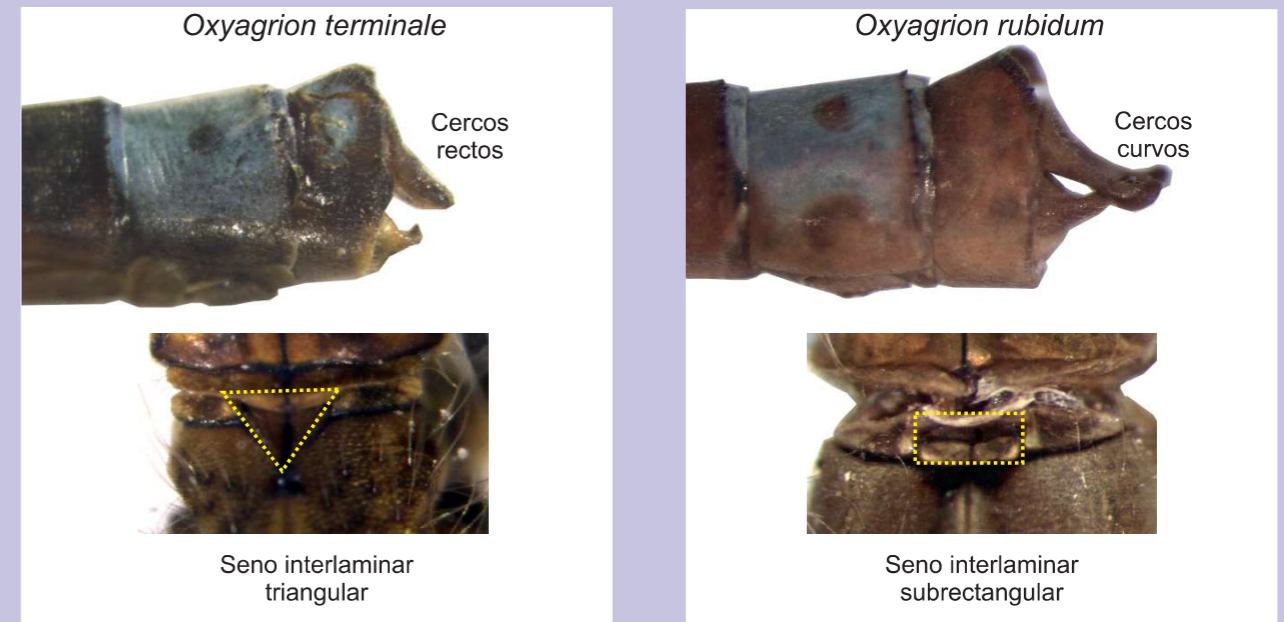 Oxyagrion terminale
Cercos
rectos
Seno interlaminar
triangular
Oxyagrion rubidum
Cercos
curvos
Seno interlaminar
subrectangular